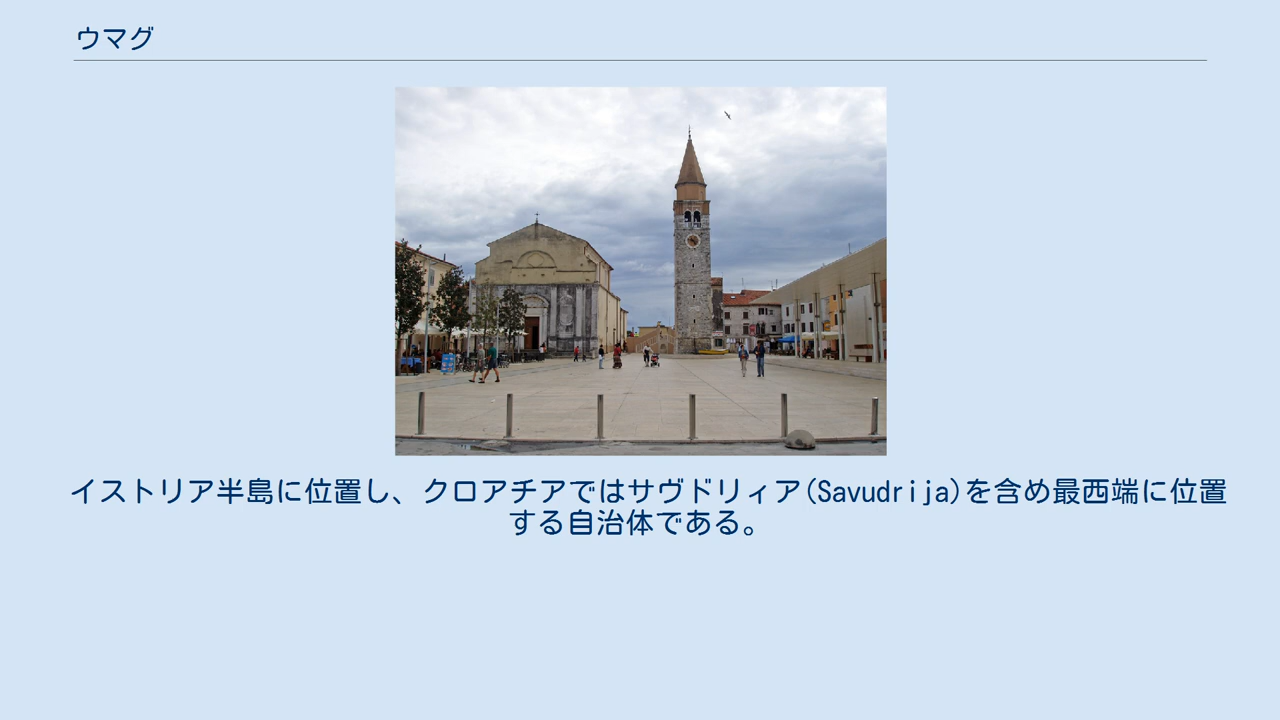 ウマグ
イストリア半島に位置し、クロアチアではサヴドリィア(Savudrija)を含め最西端に位置
する自治体である。